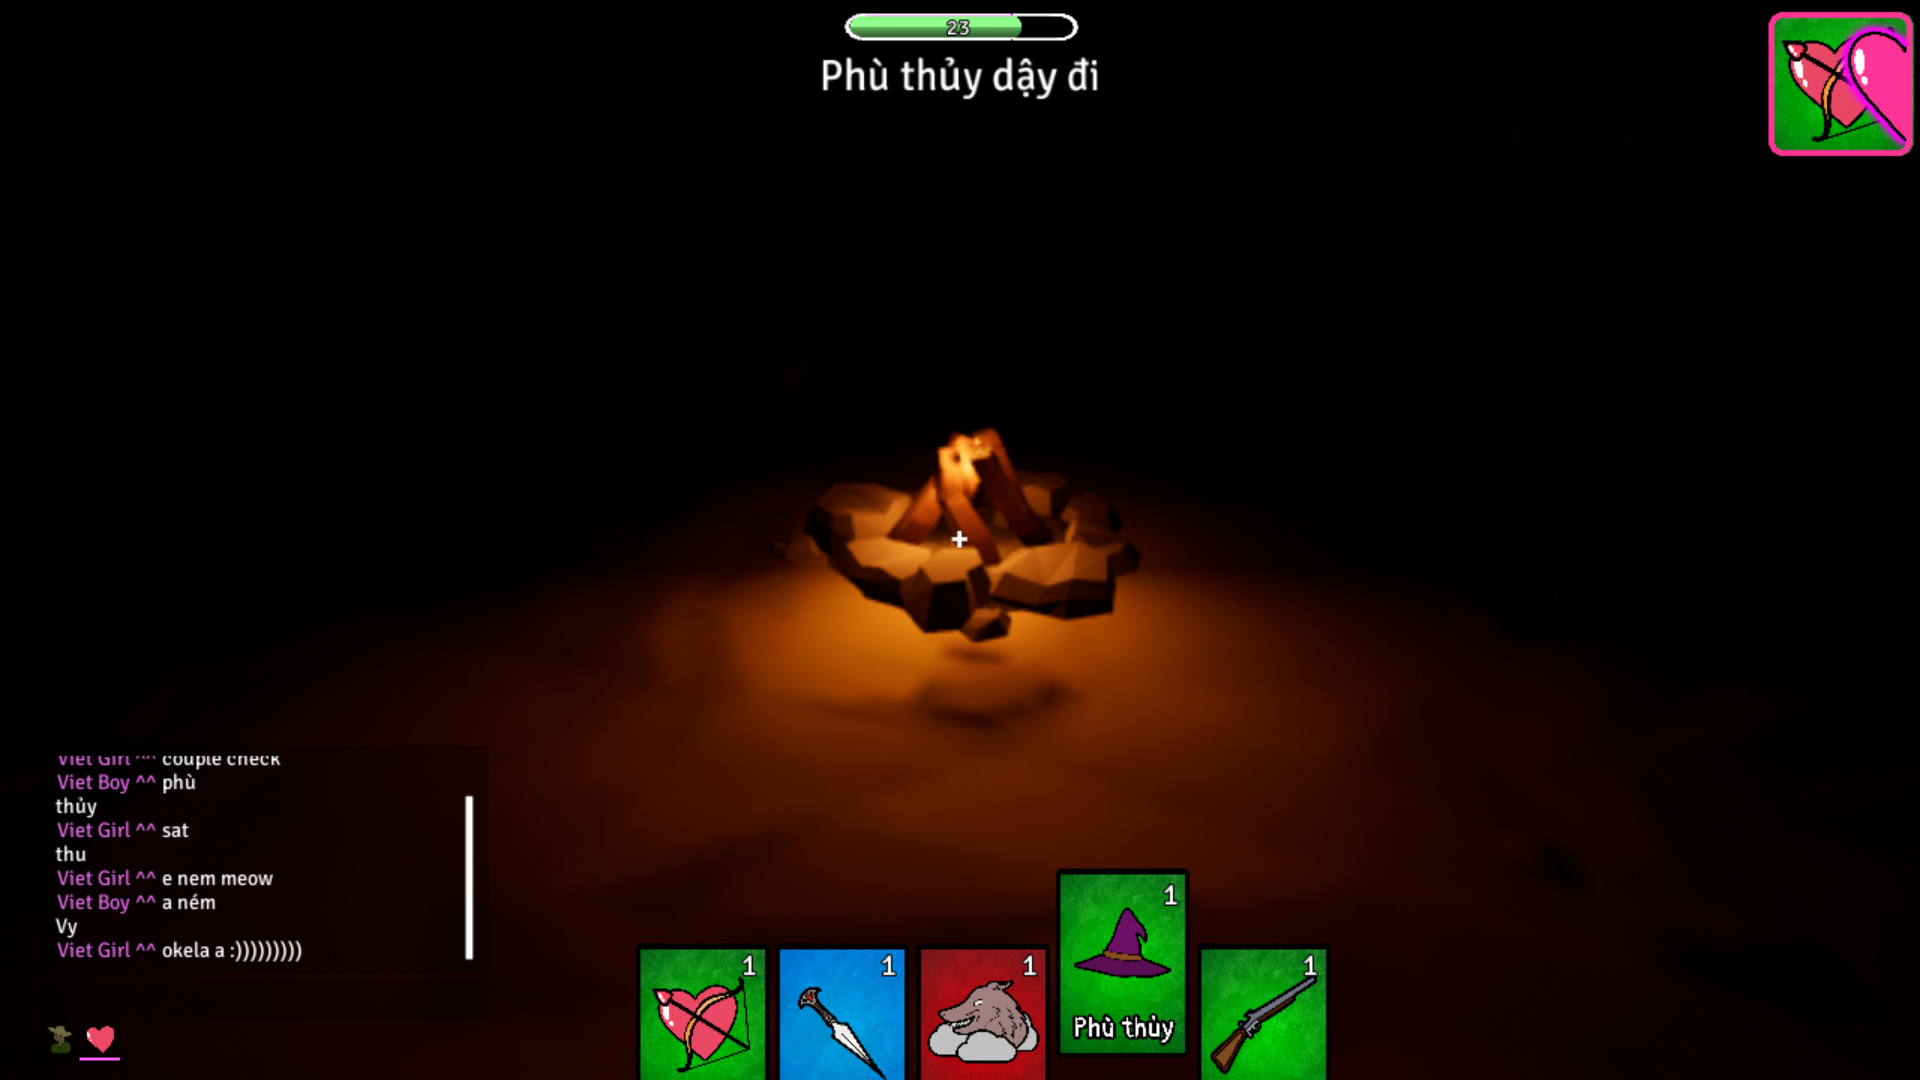 23
Phù thủy dậy đi
Viet Girl ^^ couple check
Viet Boy ^^ phù
thủy
Viet Girl ^^ sat
thu
Viet Girl ^^ e nem meow
Viet Boy ^^ a ném
Vy
Viet Girl ^^ okela a :)))))))))
1
1
1
1
Phù thủy
1